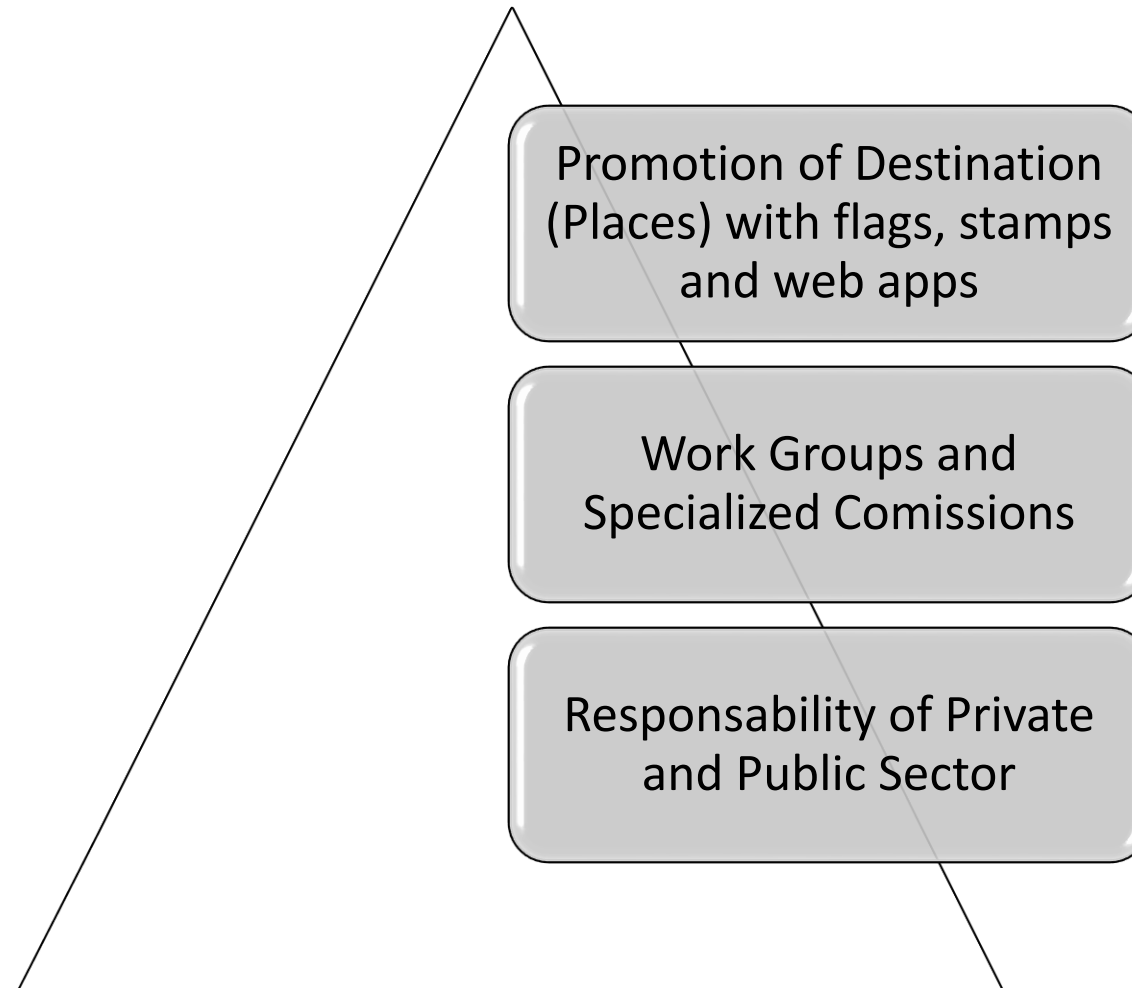 Promotion of Destination
(Places) with flags, stamps
and web apps
Work Groups and
Specialized Comissions
Responsability of Private
and Public Sector